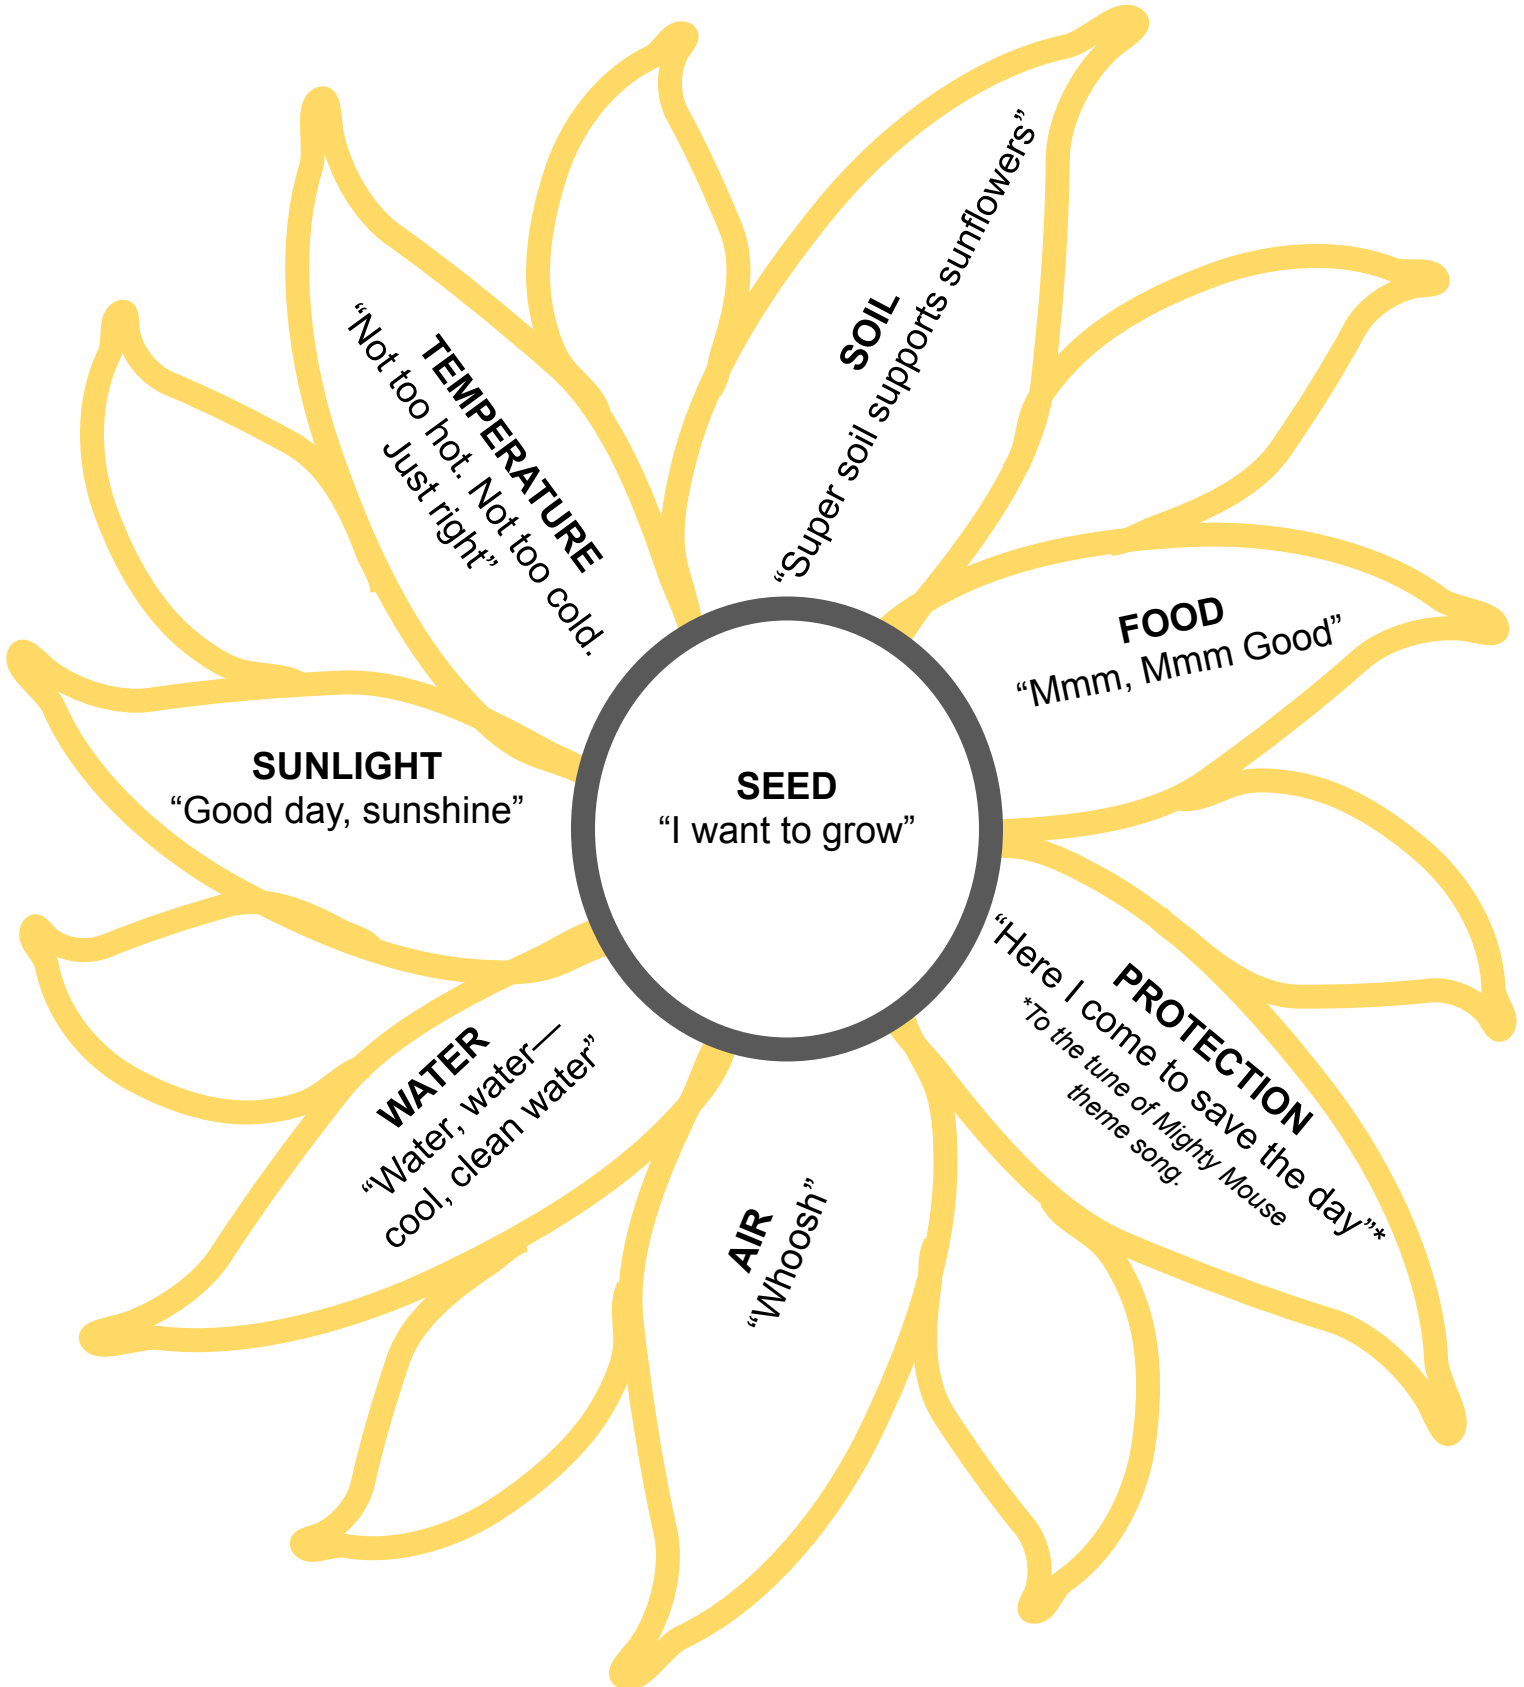 SOIL
“Super soil supports sunflowers”
TEMPERATURE
“Not too hot. Not too cold.
Just right”
FOOD
“Mmm, Mmm Good”
SUNLIGHT
“Good day, sunshine”
SEED
“I want to grow”
PROTECTION
“Here I come to save the day”*
*To the tune of Mighty Mouse
theme song.
WATER
“Water, water—
cool, clean water”
AIR
“Whoosh”